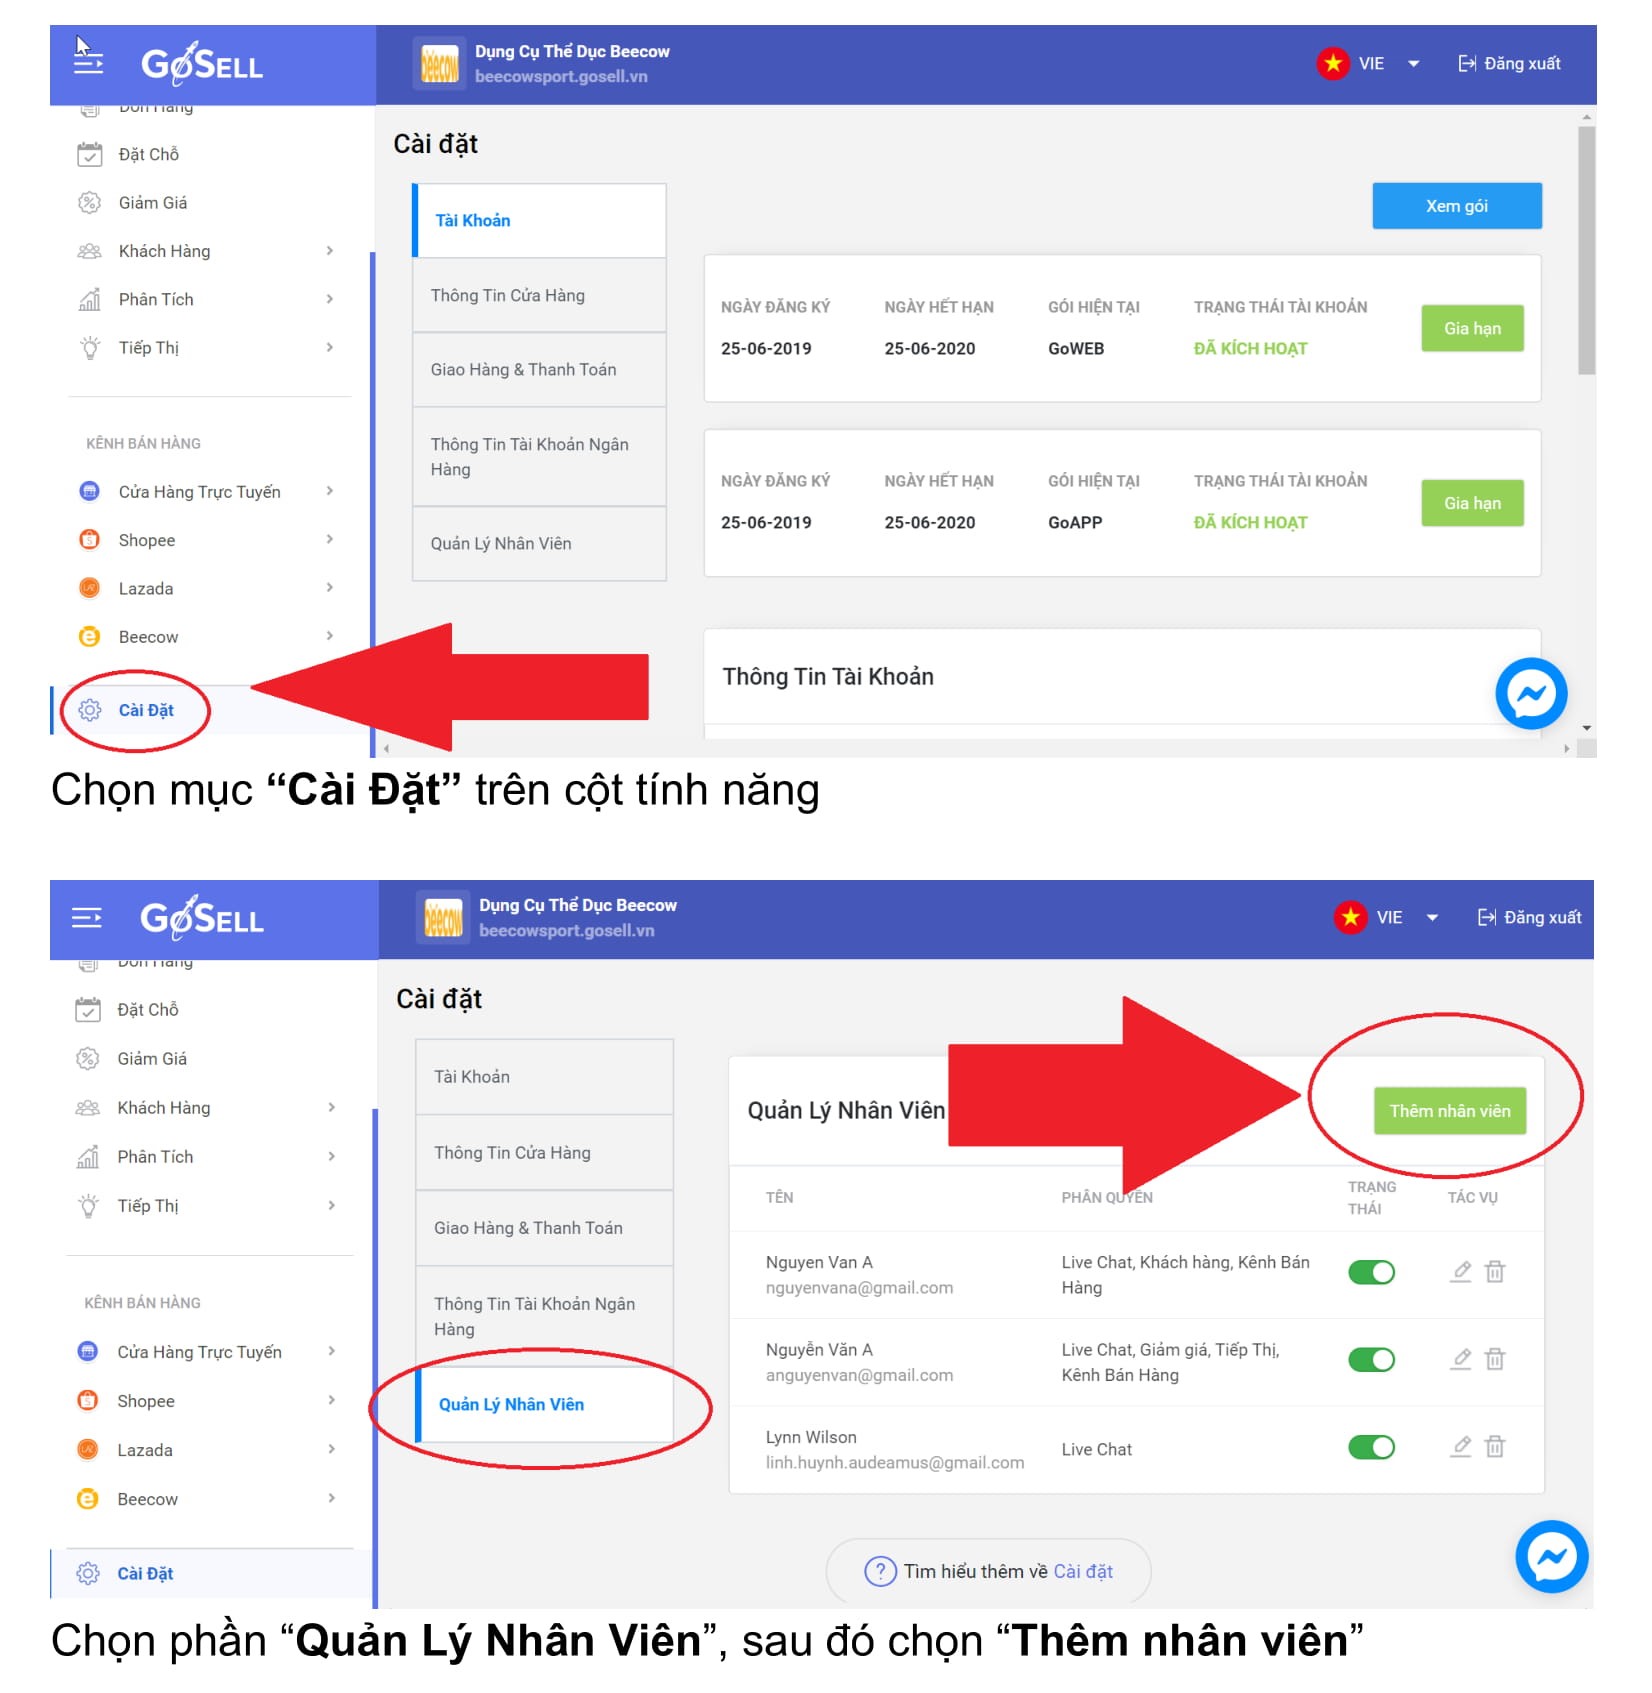 GoSELL
Dụng Cụ Thể Dục Beecow
beecowsport.gosell.vn
VIE
Đăng xuất
Đơn Hàng
Đặt Chỗ
Giảm Giá
Khách Hàng
Phân Tích
Tiếp Thị
KÊNH BÁN HÀNG
Cửa Hàng Trực Tuyến
Shopee
Lazada
Beecow
Cài Đặt
Cài đặt
Tài Khoản
Thông Tin Cửa Hàng
Giao Hàng & Thanh Toán
Thông Tin Tài Khoản Ngân
Hàng
Quản Lý Nhân Viên
Xem gói
NGÀY ĐĂNG KÝ NGÀY HẾT HẠN GÓI HIỆN TẠI TRẠNG THÁI TÀI KHOẢN
25-06-2019 25-06-2020 GoWEB ĐÃ KÍCH HOẠT
Gia hạn
NGÀY ĐĂNG KÝ NGÀY HẾT HẠN GÓI HIỆN TẠI TRẠNG THÁI TÀI KHOẢN
25-06-2019 25-06-2020 GoAPP ĐÃ KÍCH HOẠT
Gia hạn
Thông Tin Tài Khoản
Chọn mục “Cài Đặt” trên cột tính năng
GoSELL
Dụng Cụ Thể Dục Beecow
beecowsport.gosell.vn
VIE
Đăng xuất
Đơn Hàng
Đặt Chỗ
Giảm Giá
Khách Hàng
Phân Tích
Tiếp Thị
KÊNH BÁN HÀNG
Cửa Hàng Trực Tuyến
Shopee
Lazada
Beecow
Cài Đặt
Cài đặt
Tài Khoản
Thông Tin Cửa Hàng
Giao Hàng & Thanh Toán
Thông Tin Tài Khoản Ngân
Hàng
Quản Lý Nhân Viên
Quản Lý Nhân Viên
Thêm nhân viên
TÊN PHÂN QUYỀN TRẠNG THÁI TÁC VỤ
Nguyen Van A
nguyenvana@gmail.com
Live Chat, Khách hàng, Kênh Bán
Hàng
Nguyễn Văn A
anguyenvan@gmail.com
Live Chat, Giảm giá, Tiếp Thị,
Kênh Bán Hàng
Lynn Wilson
linh.huynh.audeamus@gmail.com
Live Chat
Tìm hiểu thêm về Cài đặt
Chọn phần “Quản Lý Nhân Viên”, sau đó chọn “Thêm nhân viên”